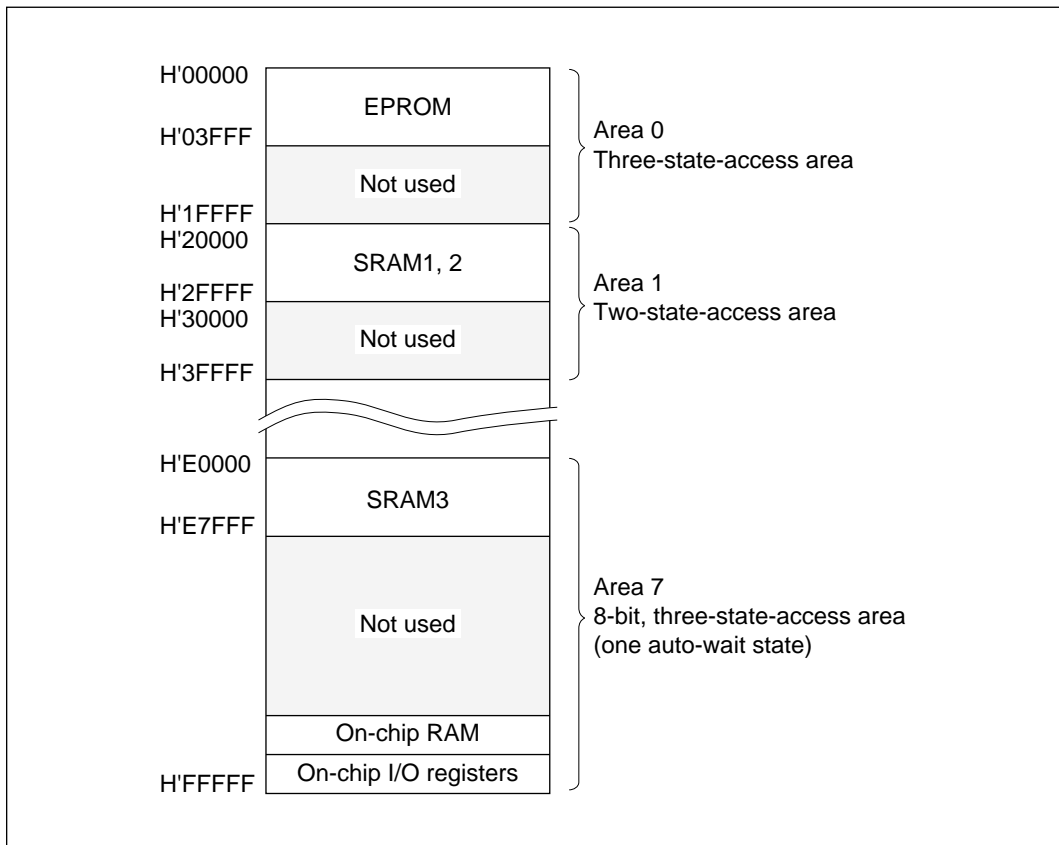 H'00000
EPROM
H'03FFF
Not used
H'1FFFF
Area 0
Three-state-access area
H'20000
SRAM1, 2
H'2FFFF
H'30000
Not used
H'3FFFF
Area 1
Two-state-access area
H'E0000
SRAM3
H'E7FFF
Not used
On-chip RAM
On-chip I/O registers
H'FFFFF
Area 7
8-bit, three-state-access area
(one auto-wait state)